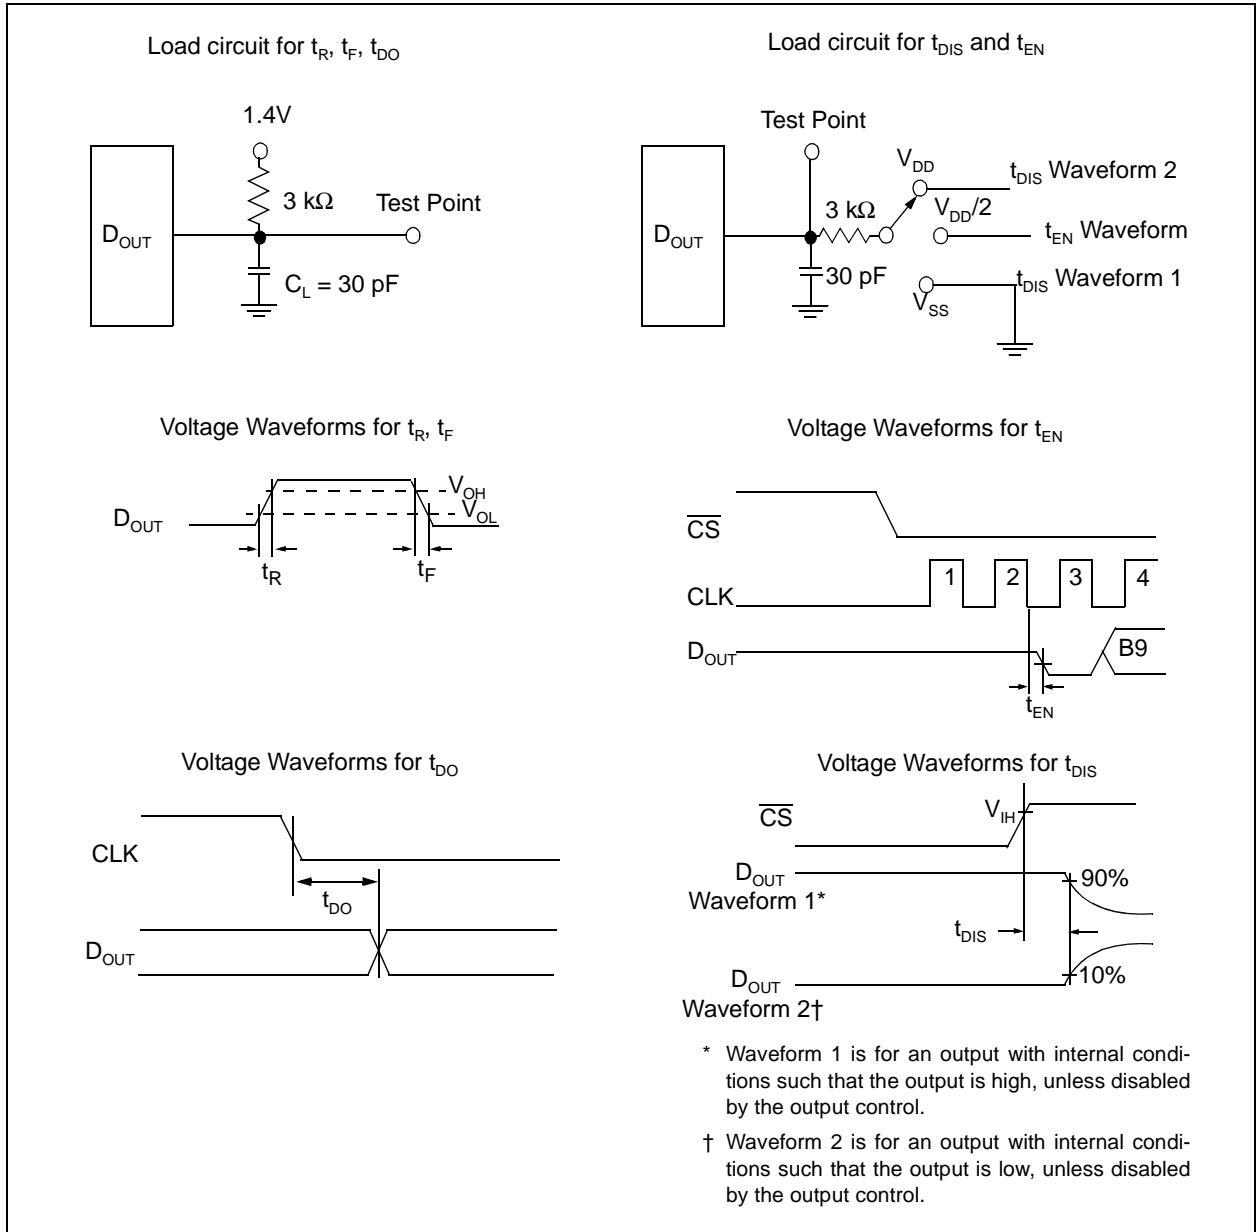 Load circuit for tR, tF, tDO
1.4V
3 kΩ
Test Point
DOUT
CL = 30 pF
Load circuit for tDIS and tEN
Test Point
VDD
tDIS Waveform 2
3 kΩ
VDD/2
DOUT
tEN Waveform
30 pF
tDIS Waveform 1
VSS
Voltage Waveforms for tR, tF
VOH
VOL
DOUT
tR
tF
Voltage Waveforms for tEN
CS
CLK
1 2 3 4
DOUT
B9
tEN
Voltage Waveforms for tDO
CLK
tDO
DOUT
Voltage Waveforms for tDIS
VIH
CS
DOUT
Waveform 1*
90%
tDIS
DOUT
Waveform 2†
10%
* Waveform 1 is for an output with internal condi-
tions such that the output is high, unless disabled
by the output control.
† Waveform 2 is for an output with internal condi-
tions such that the output is low, unless disabled
by the output control.